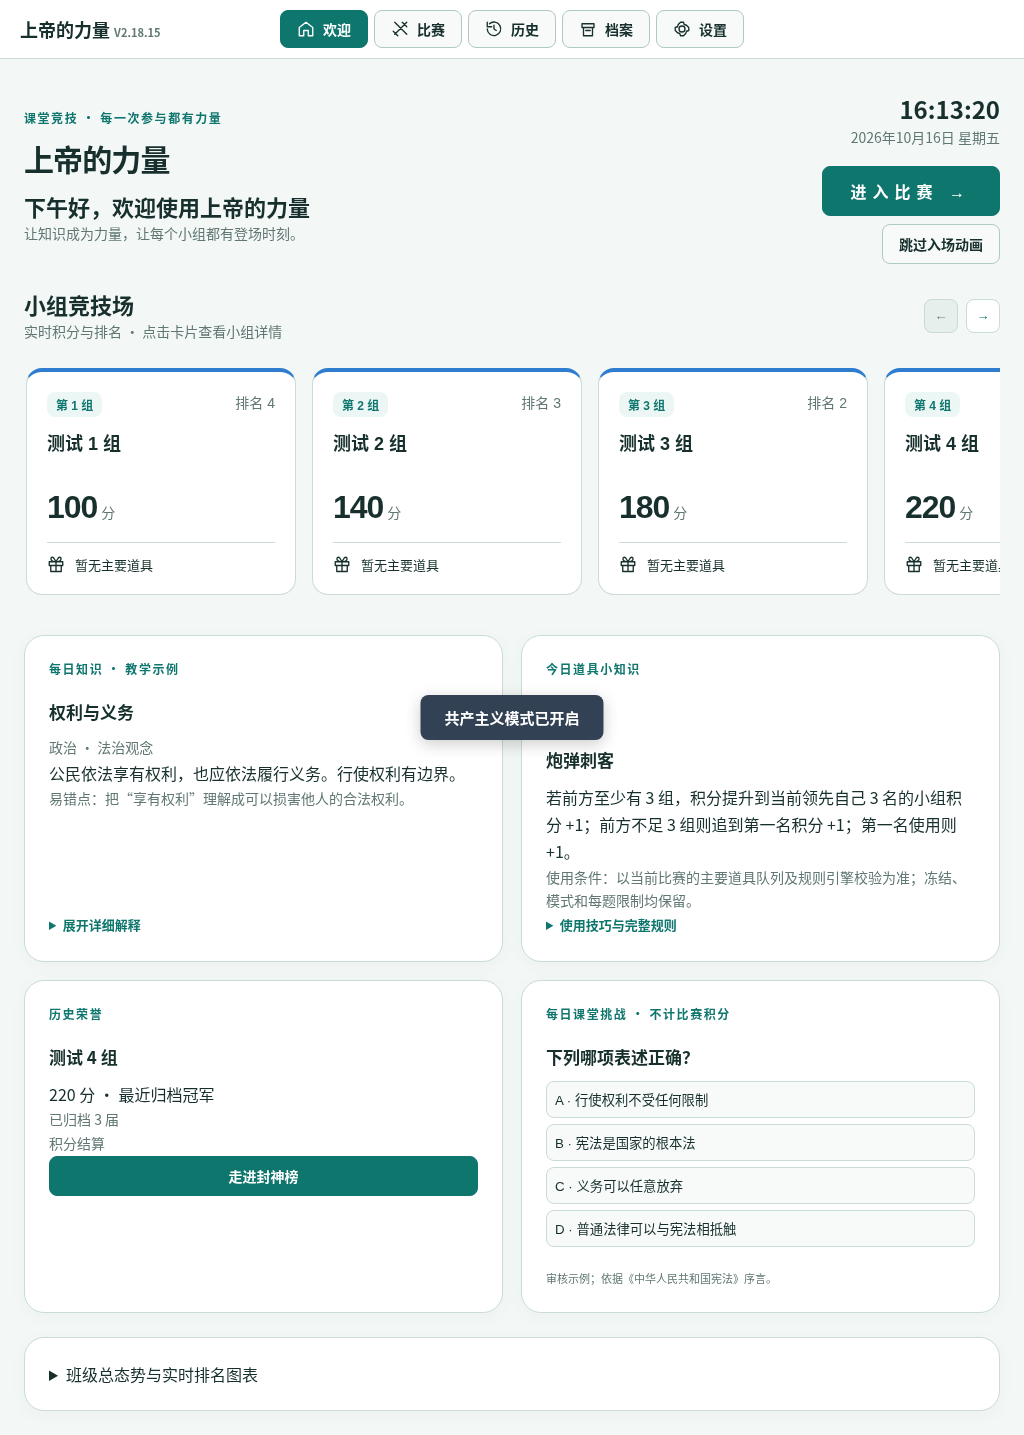 上帝的力量 V2.18.15
欢迎
比赛
历史
档案
设置
课堂竞技 · 每一次参与都有力量
上帝的力量
下午好，欢迎使用上帝的力量
让知识成为力量，让每个小组都有登场时刻。
16:13:20
2026年10月16日 星期五
进入比赛 →
跳过入场动画
小组竞技场
实时积分与排名 · 点击卡片查看小组详情
←
→
第 1 组
排名 4
测试 1 组
100 分
暂无主要道具
第 2 组
排名 3
测试 2 组
140 分
暂无主要道具
第 3 组
排名 2
测试 3 组
180 分
暂无主要道具
第 4 组
测试 4 组
220 分
暂无主要道
每日知识 · 教学示例
权利与义务
政治 · 法治观念
公民依法享有权利，也应依法履行义务。行使权利有边界。
易错点：把“享有权利”理解成可以损害他人的合法权利。
展开详细解释
共产主义模式已开启
今日道具小知识
炮弹刺客
若前方至少有 3 组，积分提升到当前领先自己 3 名的小组积
分 +1；前方不足 3 组则追到第一名积分 +1；第一名使用则
+1。
使用条件：以当前比赛的主要道具队列及规则引擎校验为准；冻结、
模式和每题限制均保留。
使用技巧与完整规则
历史荣誉
测试 4 组
220 分 · 最近归档冠军
已归档 3 届
积分结算
走进封神榜
每日课堂挑战 · 不计比赛积分
下列哪项表述正确？
A · 行使权利不受任何限制
B · 宪法是国家的根本法
C · 义务可以任意放弃
D · 普通法律可以与宪法相抵触
审核示例；依据《中华人民共和国宪法》序言。
班级总态势与实时排名图表